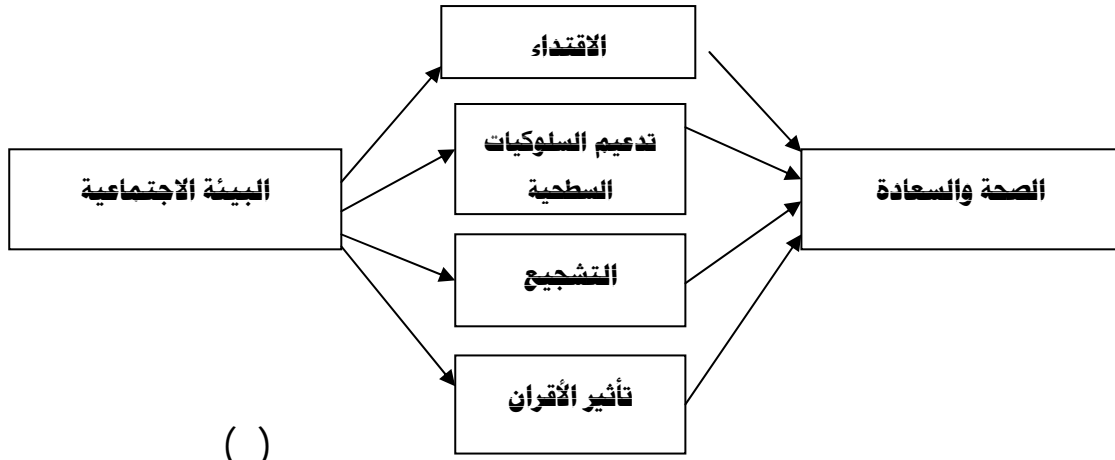 الاقتداء
تدعيم السلوكيات
السطحية
البيئة الاجتماعية
الصحة والسعادة
التشجيع
تأثير الأقران
( )